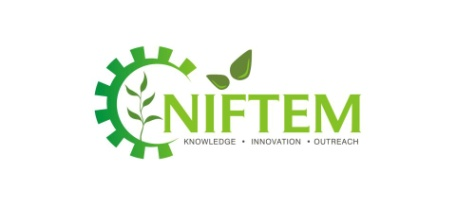 NIFTEM
KNOWLEDGE • INNOVATION • OUTREACH